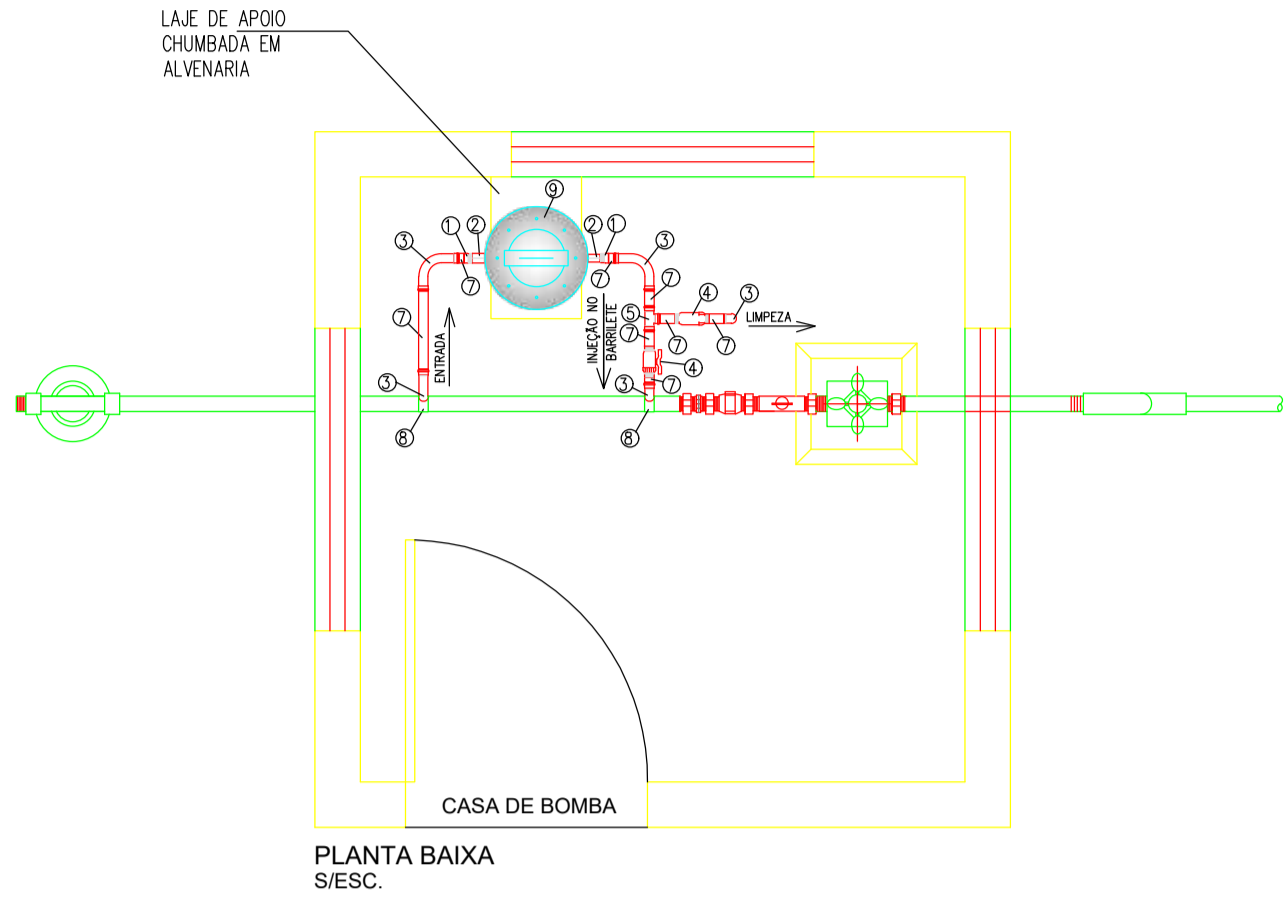 LAJE DE APOIO
CHUMBADA EM
ALVENARIA
9
1
2
2
1
3
3
7
7
7
4
3
5
LIMPEZA
7
ENTRADA
INJEÇÃO NO
BARRILETE
7
7
7
4
3
3
7
8
8
CASA DE BOMBA
PLANTA BAIXA
S/ESC.